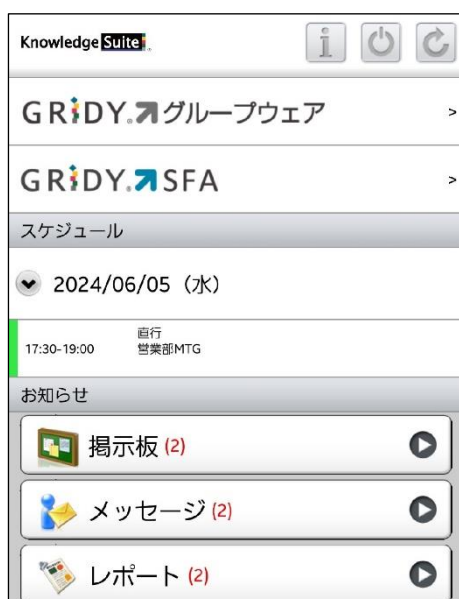 Knowledge Suite
GRiDY.グループウェア >
GRiDY.SFA >
スケジュール
2024/06/05（水）
直行
17:30-19:00 営業部MTG
お知らせ
掲示板 (2)
メッセージ (2)
レポート (2)